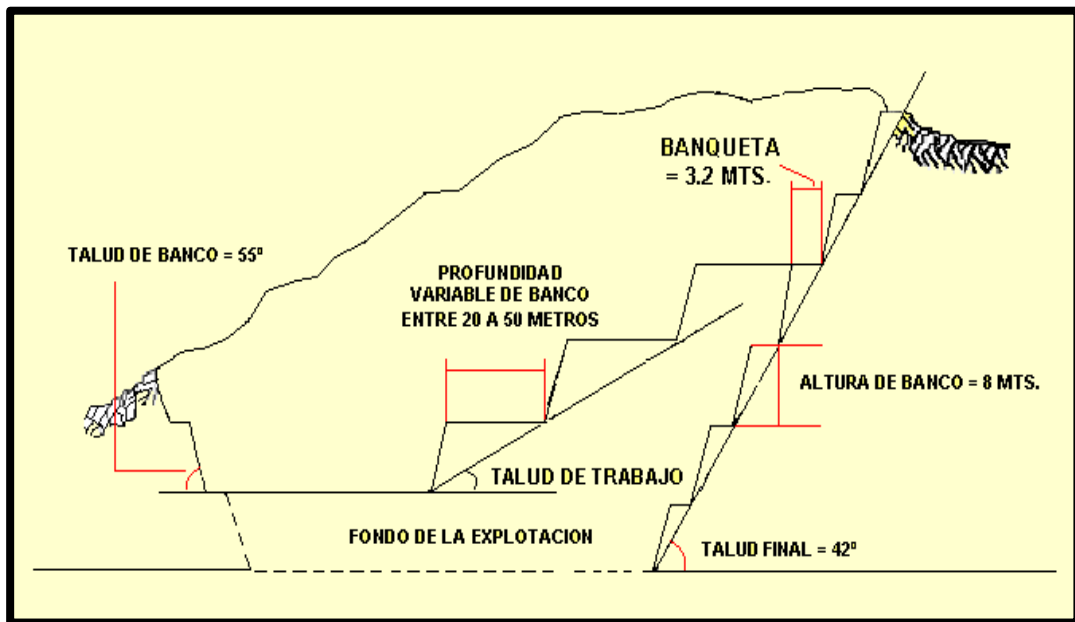 BANQUETA
= 3.2 MTS.
TALUD DE BANCO = 55º
PROFUNDIDAD
VARIABLE DE BANCO
ENTRE 20 A 50 METROS
ALTURA DE BANCO = 8 MTS.
TALUD DE TRABAJO
FONDO DE LA EXPLOTACION
TALUD FINAL = 42º